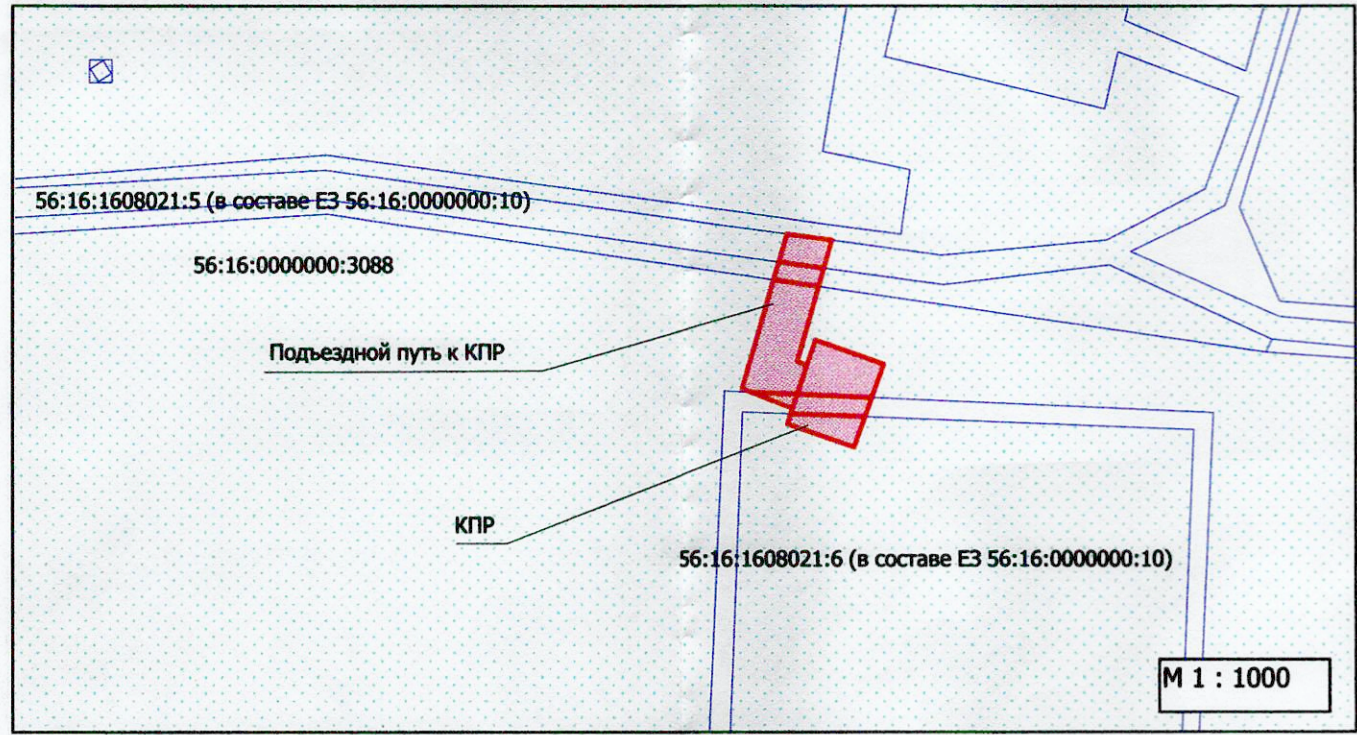 56:16:1608021:5 (в составе ЕЗ 56:16:0000000:10)
56:16:0000000:3088
Подъездной путь к КПР
КПР
56:16:1608021:6 (в составе ЕЗ 56:16:0000000:10)
М 1 : 1000